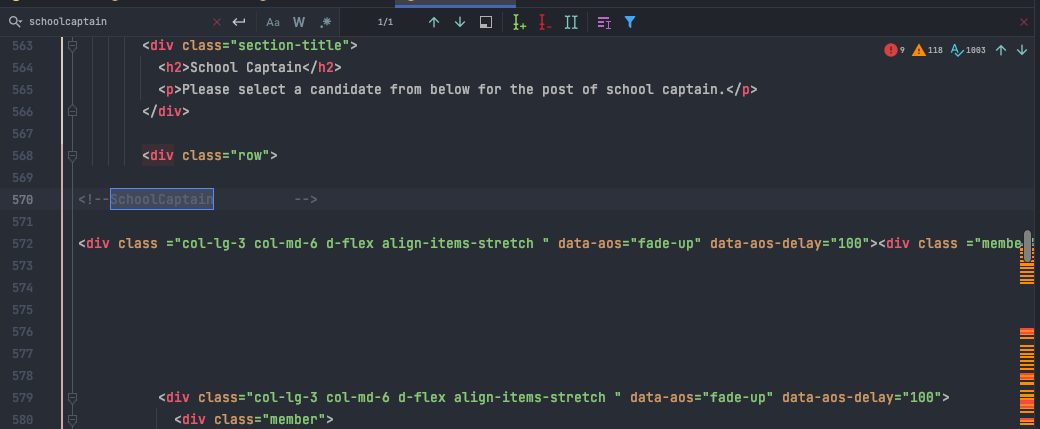 schoolcaptain
Aa W .* 1/1
563 <div class="section-title"> 9 118 1003
564 <h2>School Captain</h2>
565 <p>Please select a candidate from below for the post of school captain.</p>
566 </div>
567
568 <div class="row">
569
570 <!--SchoolCaptain -->
571
572 <div class ="col-lg-3 col-md-6 d-flex align-items-stretch " data-aos="fade-up" data-aos-delay="100"><div class ="membe
573
574
575
576
577
578
579 <div class="col-lg-3 col-md-6 d-flex align-items-stretch " data-aos="fade-up" data-aos-delay="100">
580 <div class="member">